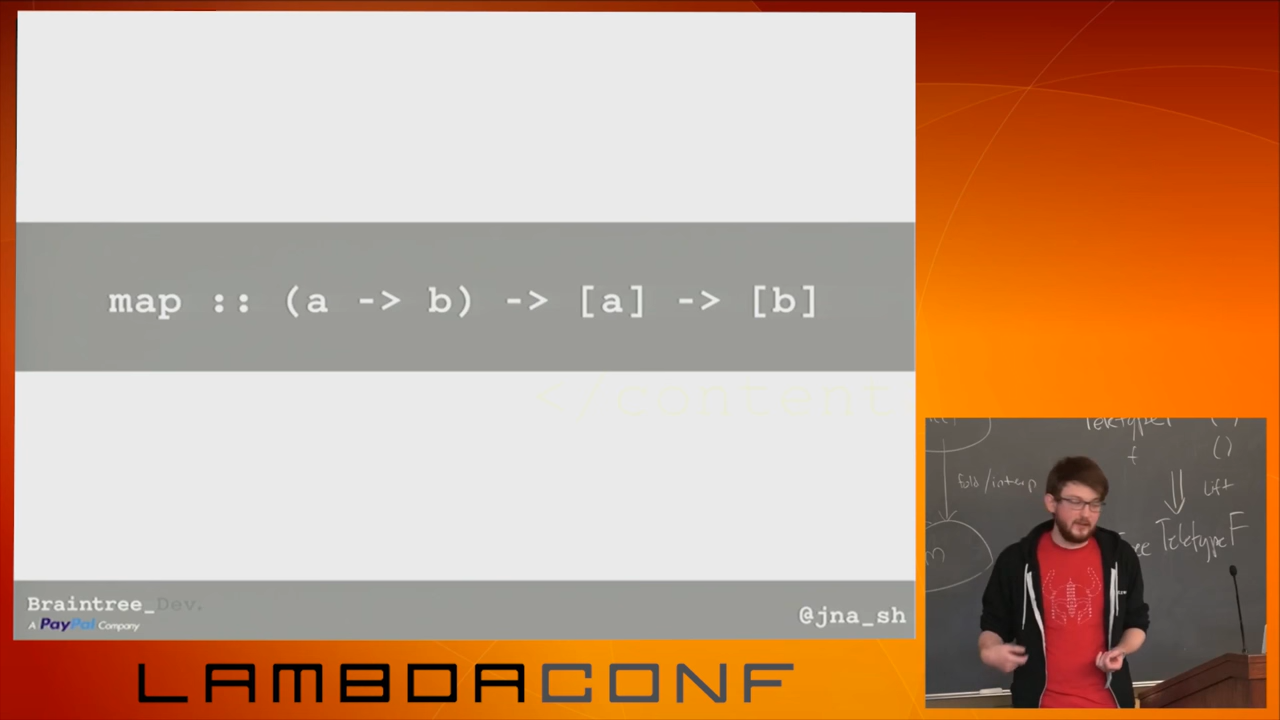 map :: (a -> b) -> [a] -> [b]
</content
Braintree_Dev.
A PayPal Company
@jna_sh
LAMBDACONF
Teletype
f
()
fold/interp
lift
m
TeletypeF